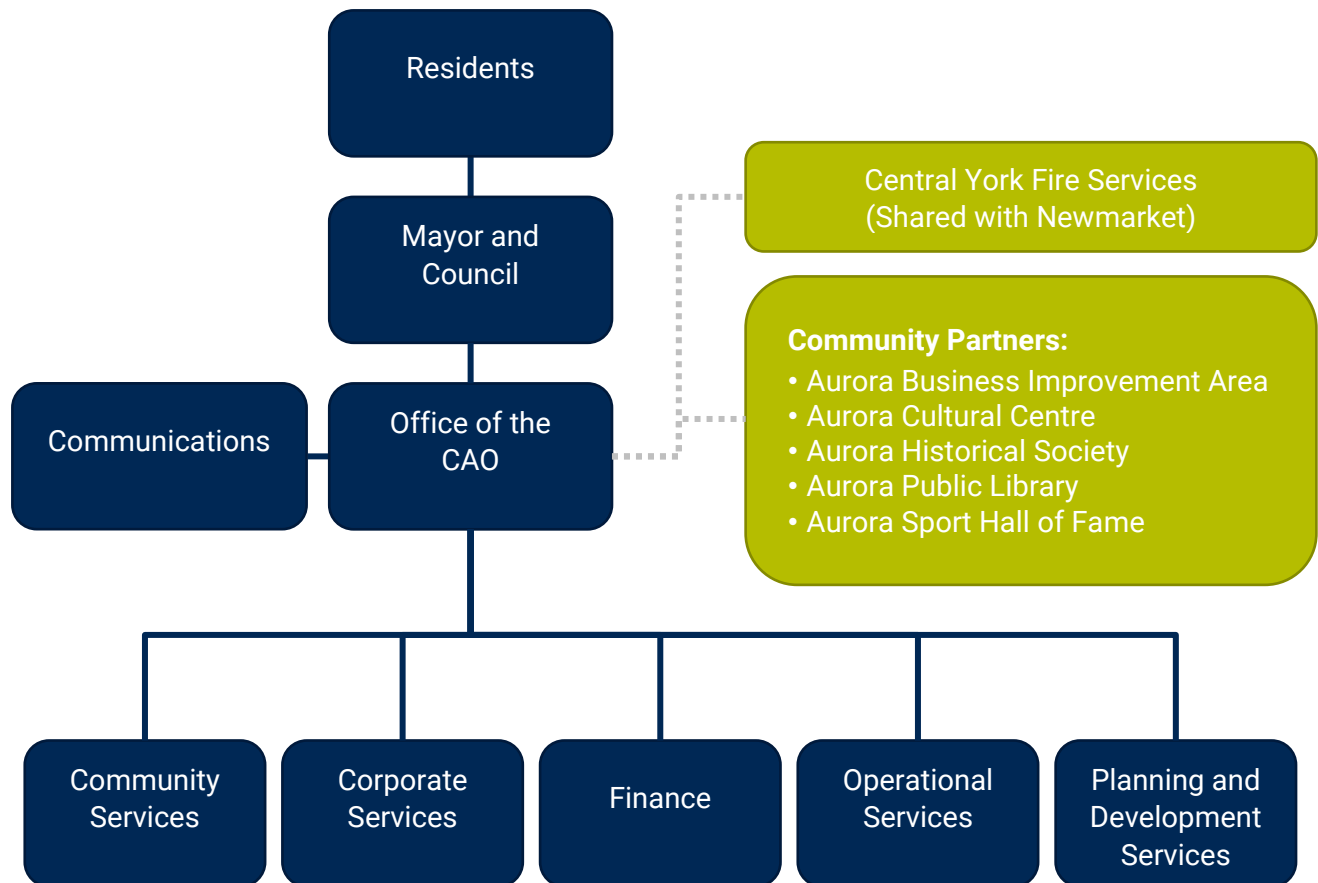 Residents
Central York Fire Services
(Shared with Newmarket)
Mayor and
Council
Community Partners:
• Aurora Business Improvement Area
• Aurora Cultural Centre
• Aurora Historical Society
• Aurora Public Library
• Aurora Sport Hall of Fame
Communications
Office of the
CAO
Community
Services
Corporate
Services
Finance
Operational
Services
Planning and
Development
Services